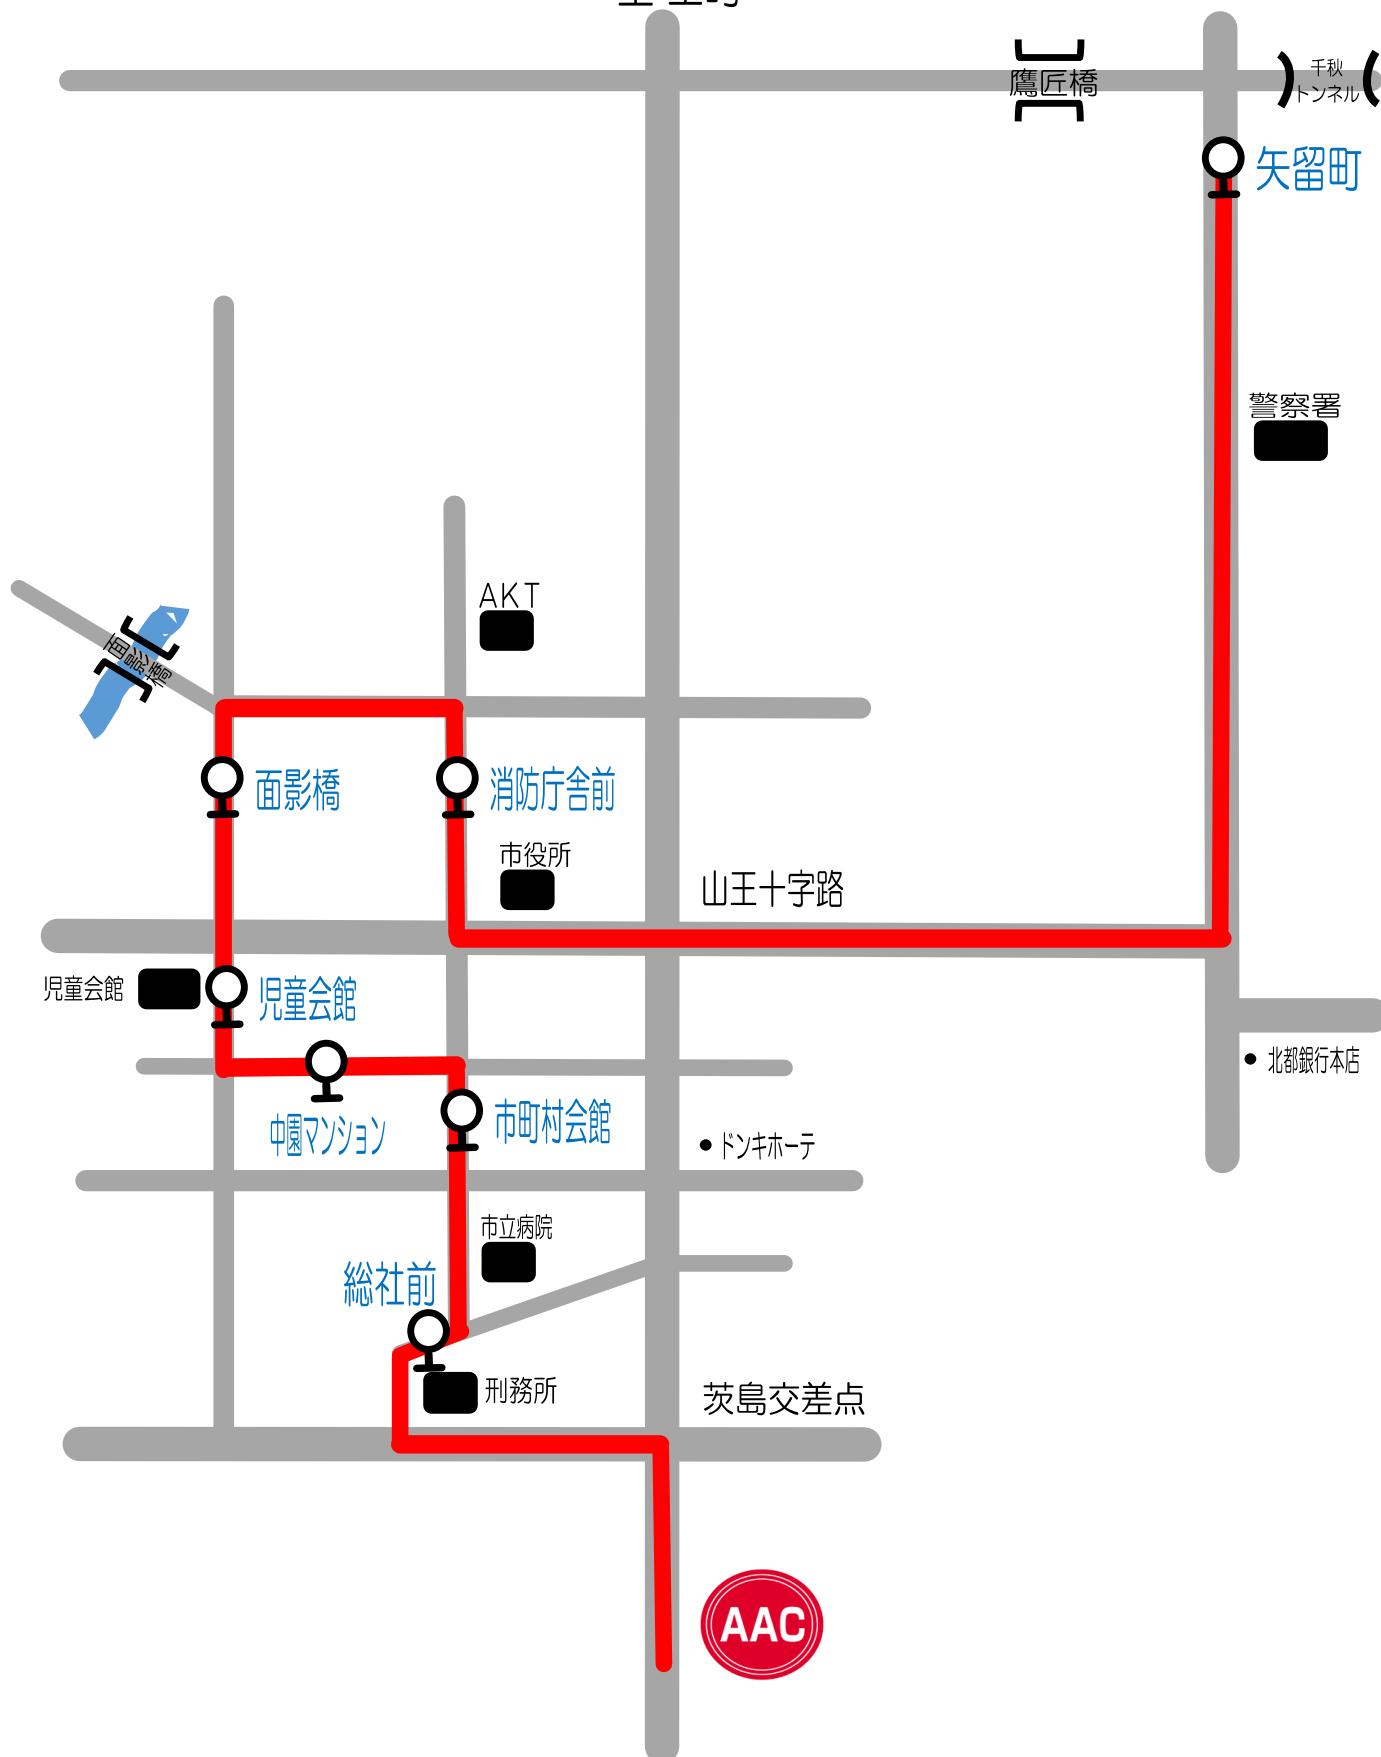 鷹匠橋
千秋
トンネル
矢留町
警察署
AKT
面影橋
面影橋
消防庁舎前
市役所
山王十字路
児童会館
児童会館
北都銀行本店
中園マンション
市町村会館
ドンキホーテ
市立病院
総社前
刑務所
茨島交差点
AAC